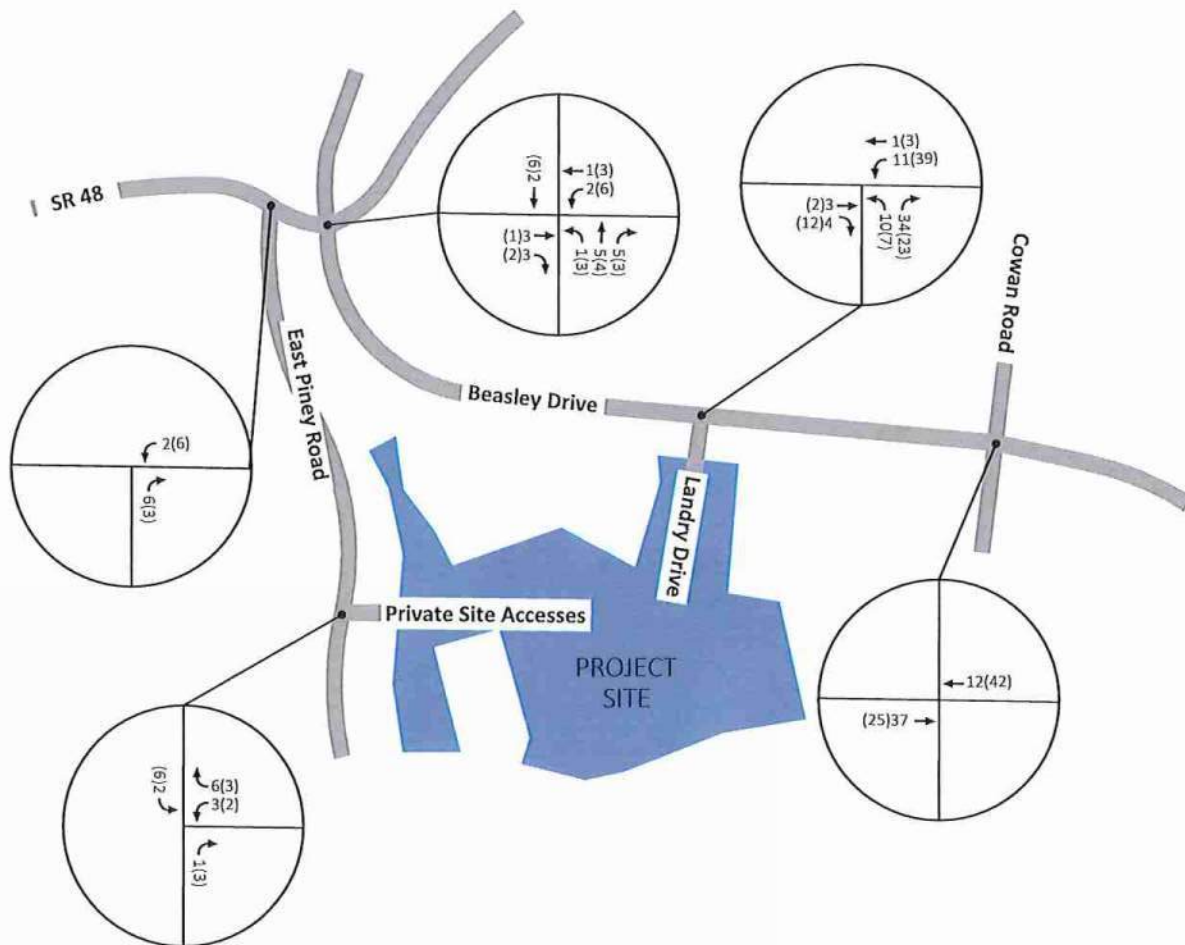 SR 48
(6)2
1(3)
2(6)
(1)3
(2)3
1(3)
5(4)
5(3)
1(3)
11(39)
(2)3
(12)4
10(7)
34(23)
Cowan Road
East Piney Road
Beasley Drive
2(6)
6(3)
Landry Drive
Private Site Accesses
PROJECT
SITE
12(42)
(25)37
(6)2
6(3)
3(2)
1(3)